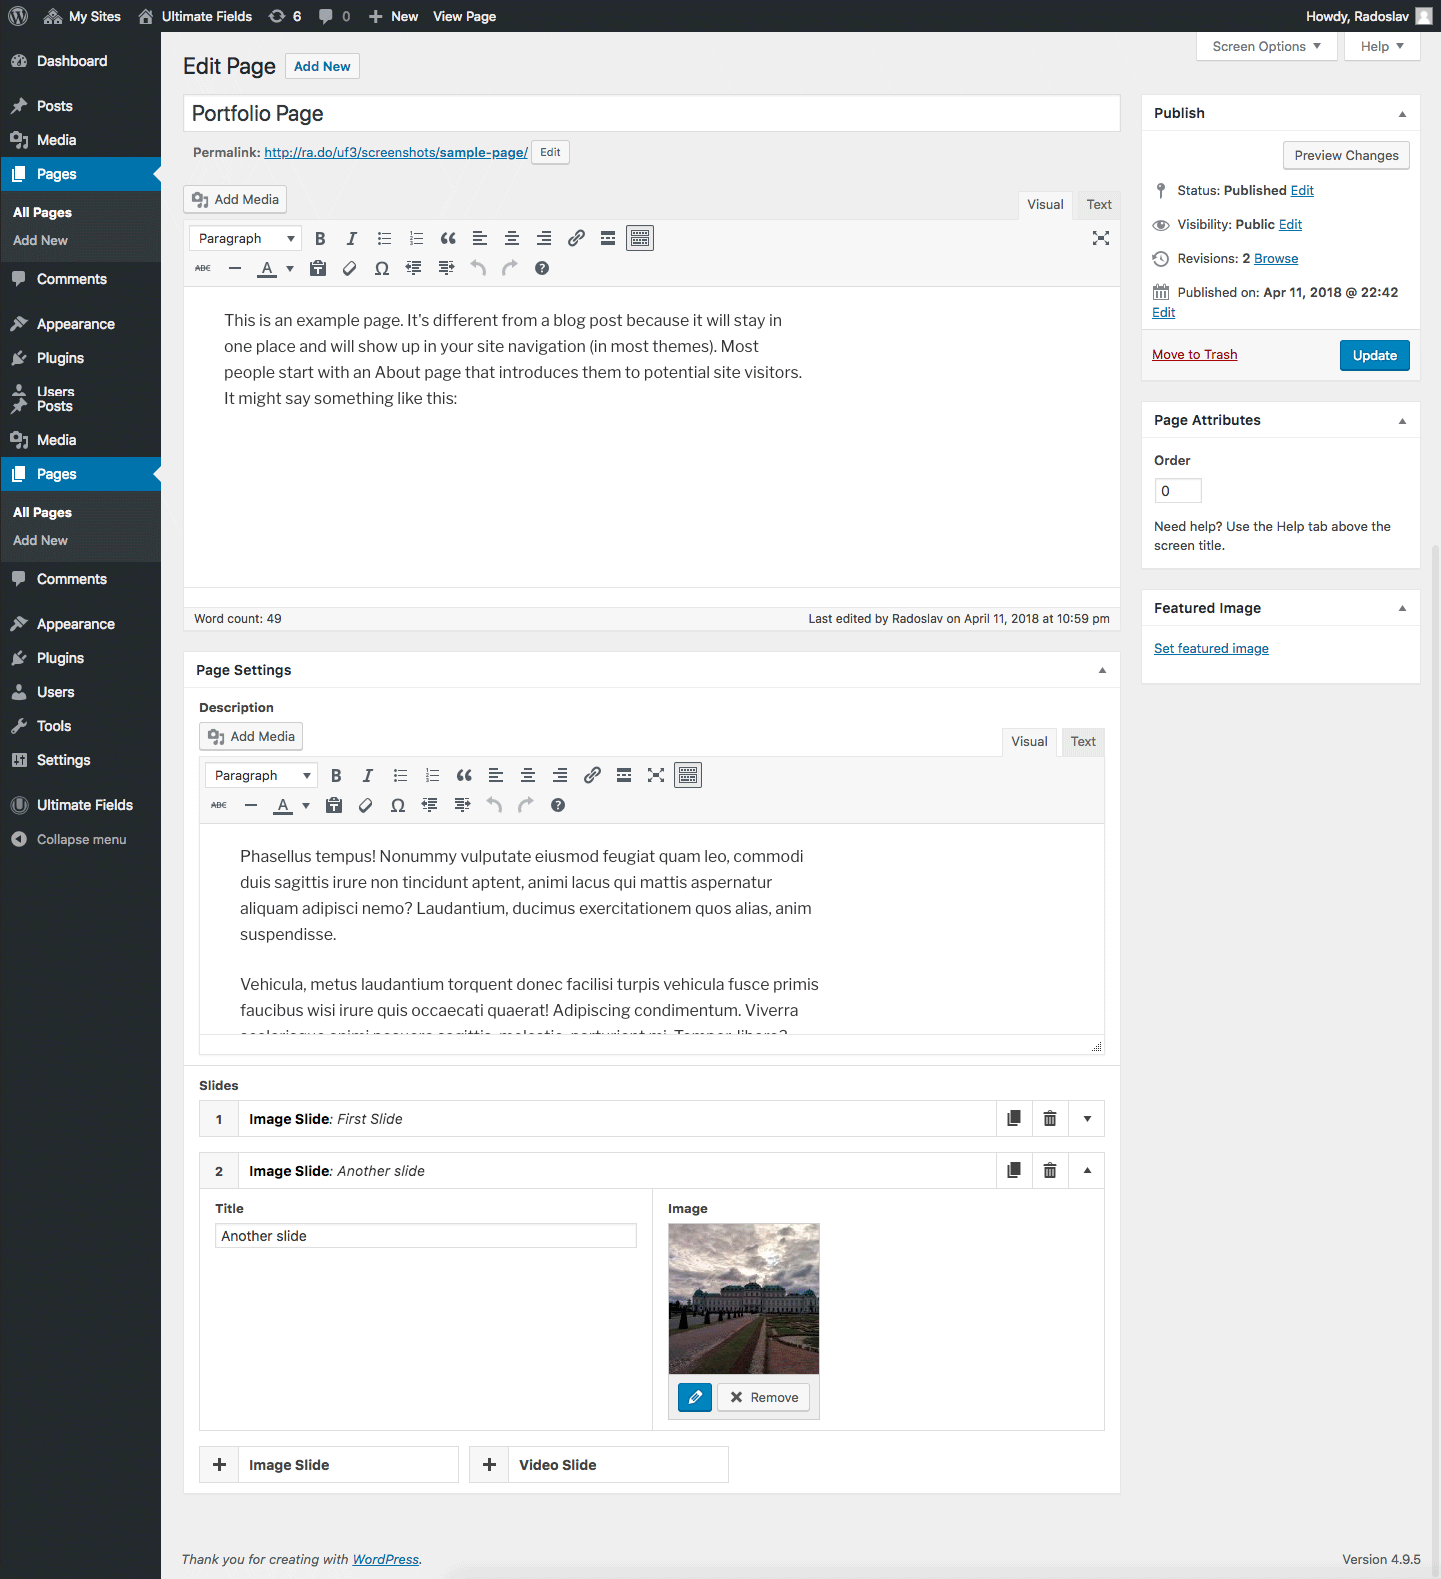 My Sites
Ultimate Fields
6
0
New
View Page
Howdy, Radoslav
Dashboard
Posts
Media
Pages
All Pages
Add New
Comments
Appearance
Plugins
Users
Posts
Media
Pages
All Pages
Add New
Comments
Appearance
Plugins
Users
Tools
Settings
Ultimate Fields
Collapse menu
Screen Options
Help
Edit Page
Add New
Portfolio Page
Permalink: http://ra.do/uf3/screenshots/sample-page/ Edit
Add Media
Visual
Text
Paragraph
B
I
ABC
A
Ω
This is an example page. It's different from a blog post because it will stay in
one place and will show up in your site navigation (in most themes). Most
people start with an About page that introduces them to potential site visitors.
It might say something like this:
Word count: 49
Last edited by Radoslav on April 11, 2018 at 10:59 pm
Page Settings
Description
Add Media
Visual
Text
Paragraph
B
I
ABC
A
Ω
Phasellus tempus! Nonummy vulputate eiusmod feugiat quam leo, commodi
duis sagittis irure non tincidunt aptent, animi lacus qui mattis aspernatur
aliquam adipisci nemo? Laudantium, ducimus exercitationem quos alias, anim
suspendisse.
Vehicula, metus laudantium torquent donec facilisi turpis vehicula fusce primis
faucibus wisi irure quis occaecati quaerat! Adipiscing condimentum. Viverra
Slides
1
Image Slide: First Slide
2
Image Slide: Another slide
Title
Another slide
Image
Remove
Image Slide
Video Slide
Publish
Preview Changes
Status: Published Edit
Visibility: Public Edit
Revisions: 2 Browse
Published on: Apr 11, 2018 @ 22:42
Edit
Move to Trash
Update
Page Attributes
Order
0
Need help? Use the Help tab above the
screen title.
Featured Image
Set featured image
Thank you for creating with WordPress.
Version 4.9.5